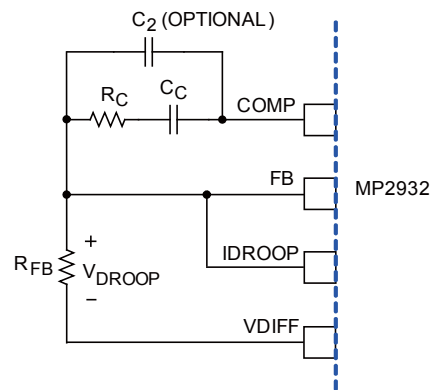 C2 (OPTIONAL)
RC
CC
COMP
FB
MP2932
IDROOP
+
RFB
VDROOP
−
VDIFF